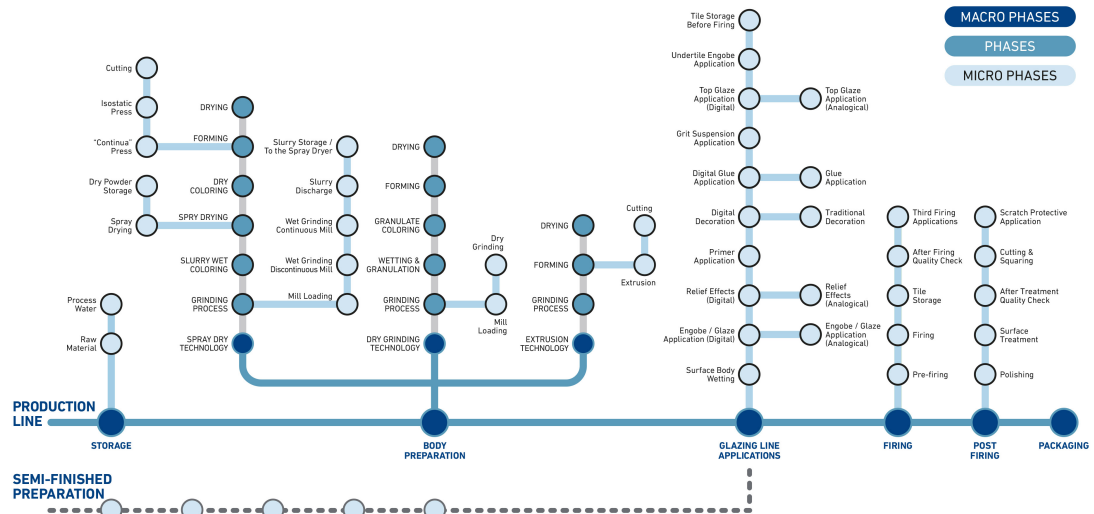 MACRO PHASES
PHASES
MICRO PHASES
Cutting
Isostatic
Press
"Continua"
Press
Dry Powder
Storage
Spray
Drying
Process
Water
Raw
Material
DRYING
FORMING
DRY
COLORING
SPRY DRYING
SLURRY WET
COLORING
GRINDING
PROCESS
SPRAY DRY
TECHNOLOGY
Slurry Storage /
To the Spray Dryer
Slurry
Discharge
Wet Grinding
Continuous Mill
Wet Grinding
Discontinuous Mill
Mill Loading
DRYING
FORMING
GRANULATE
COLORING
WETTING &
GRANULATION
GRINDING
PROCESS
DRY GRINDING
TECHNOLOGY
Dry
Grinding
Mill
Loading
DRYING
FORMING
GRINDING
PROCESS
EXTRUSION
TECHNOLOGY
Cutting
Extrusion
Tile Storage
Before Firing
Undertile Engobe
Application
Top Glaze
Application
(Digital)
Top Glaze
Application
(Analogical)
Grit Suspension
Application
Digital Glue
Application
Glue
Application
Digital
Decoration
Traditional
Decoration
Primer
Application
Relief Effects
(Digital)
Relief
Effects
(Analogical)
Engobe / Glaze
Application (Digital)
Engobe / Glaze
Application
(Analogical)
Surface Body
Wetting
Third Firing
Applications
After Firing
Quality Check
Tile
Storage
Firing
Pre-firing
Scratch Protective
Application
Cutting &
Squaring
After Treatment
Quality Check
Surface
Treatment
Polishing
PRODUCTION
LINE
STORAGE
BODY
PREPARATION
GLAZING LINE
APPLICATIONS
FIRING
POST
FIRING
PACKAGING
SEMI-FINISHED
PREPARATION